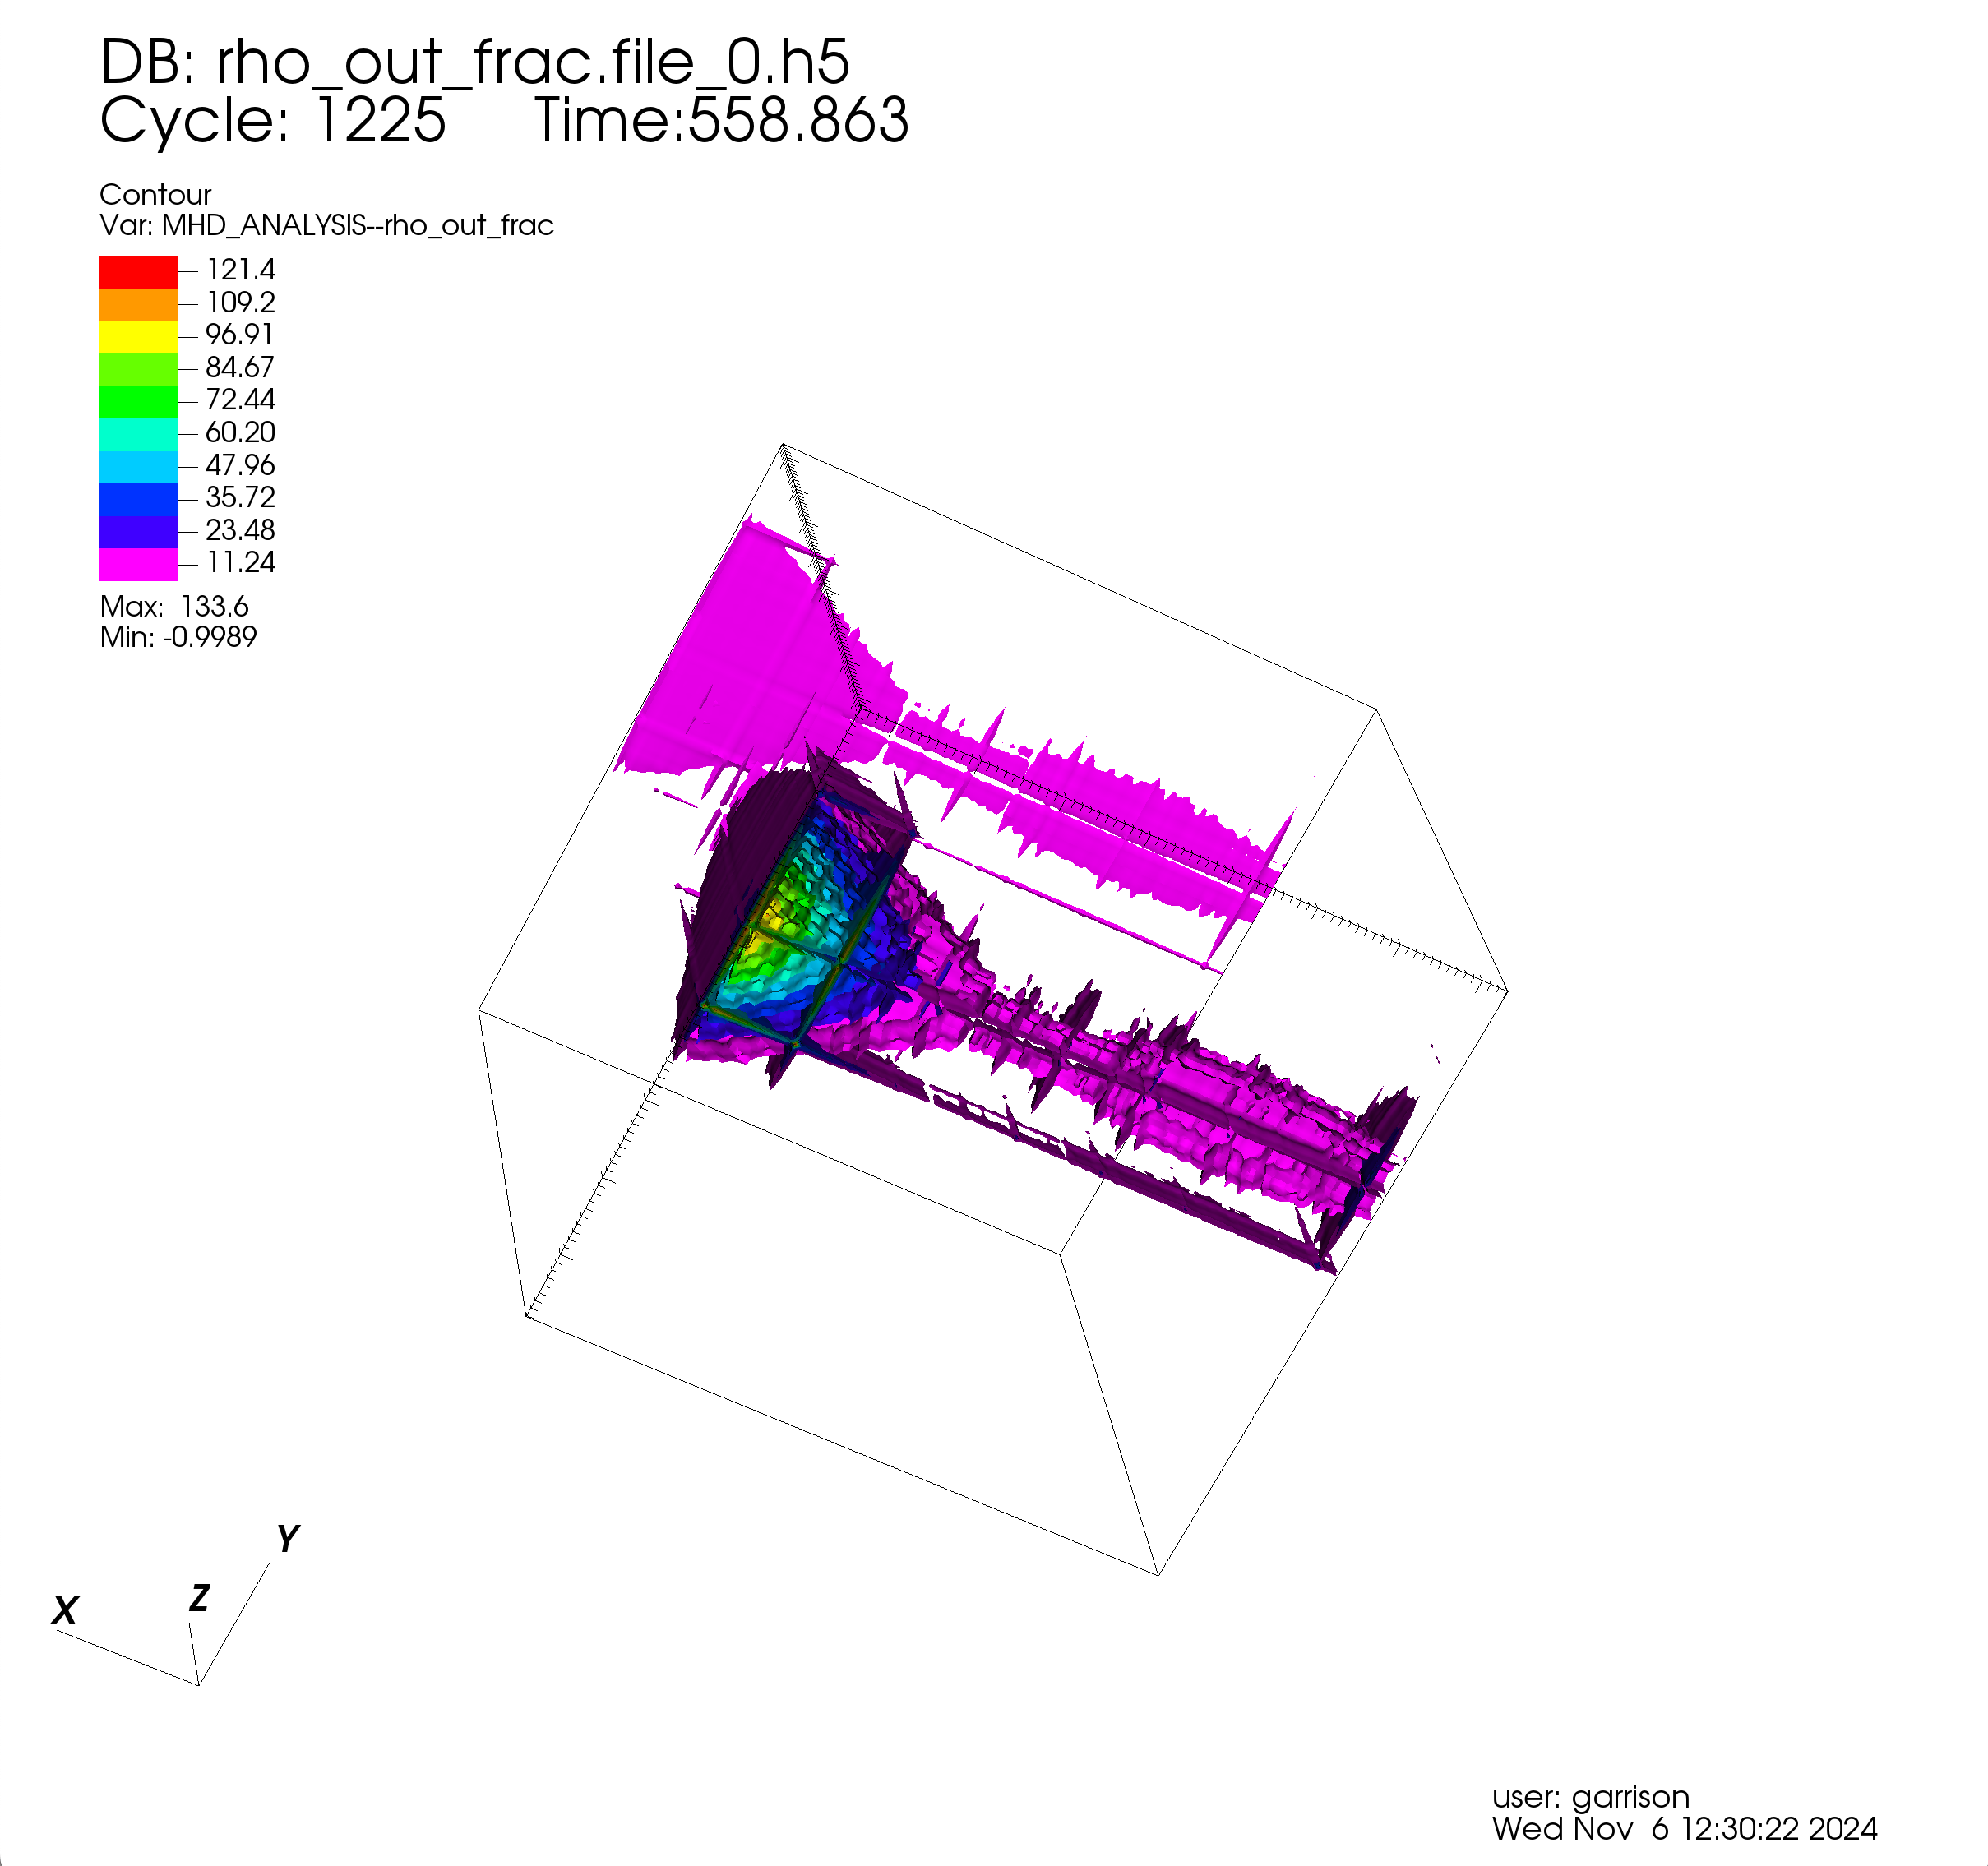 DB: rho_out_frac.file_0.h5
Cycle: 1225 Time:558.863
Contour
Var: MHD_ANALYSIS--rho_out_frac
121.4
109.2
96.91
84.67
72.44
60.20
47.96
35.72
23.48
11.24
Max: 133.6
Min: -0.9989
Y
X
Z
user: garrison
Wed Nov 6 12:30:22 2024